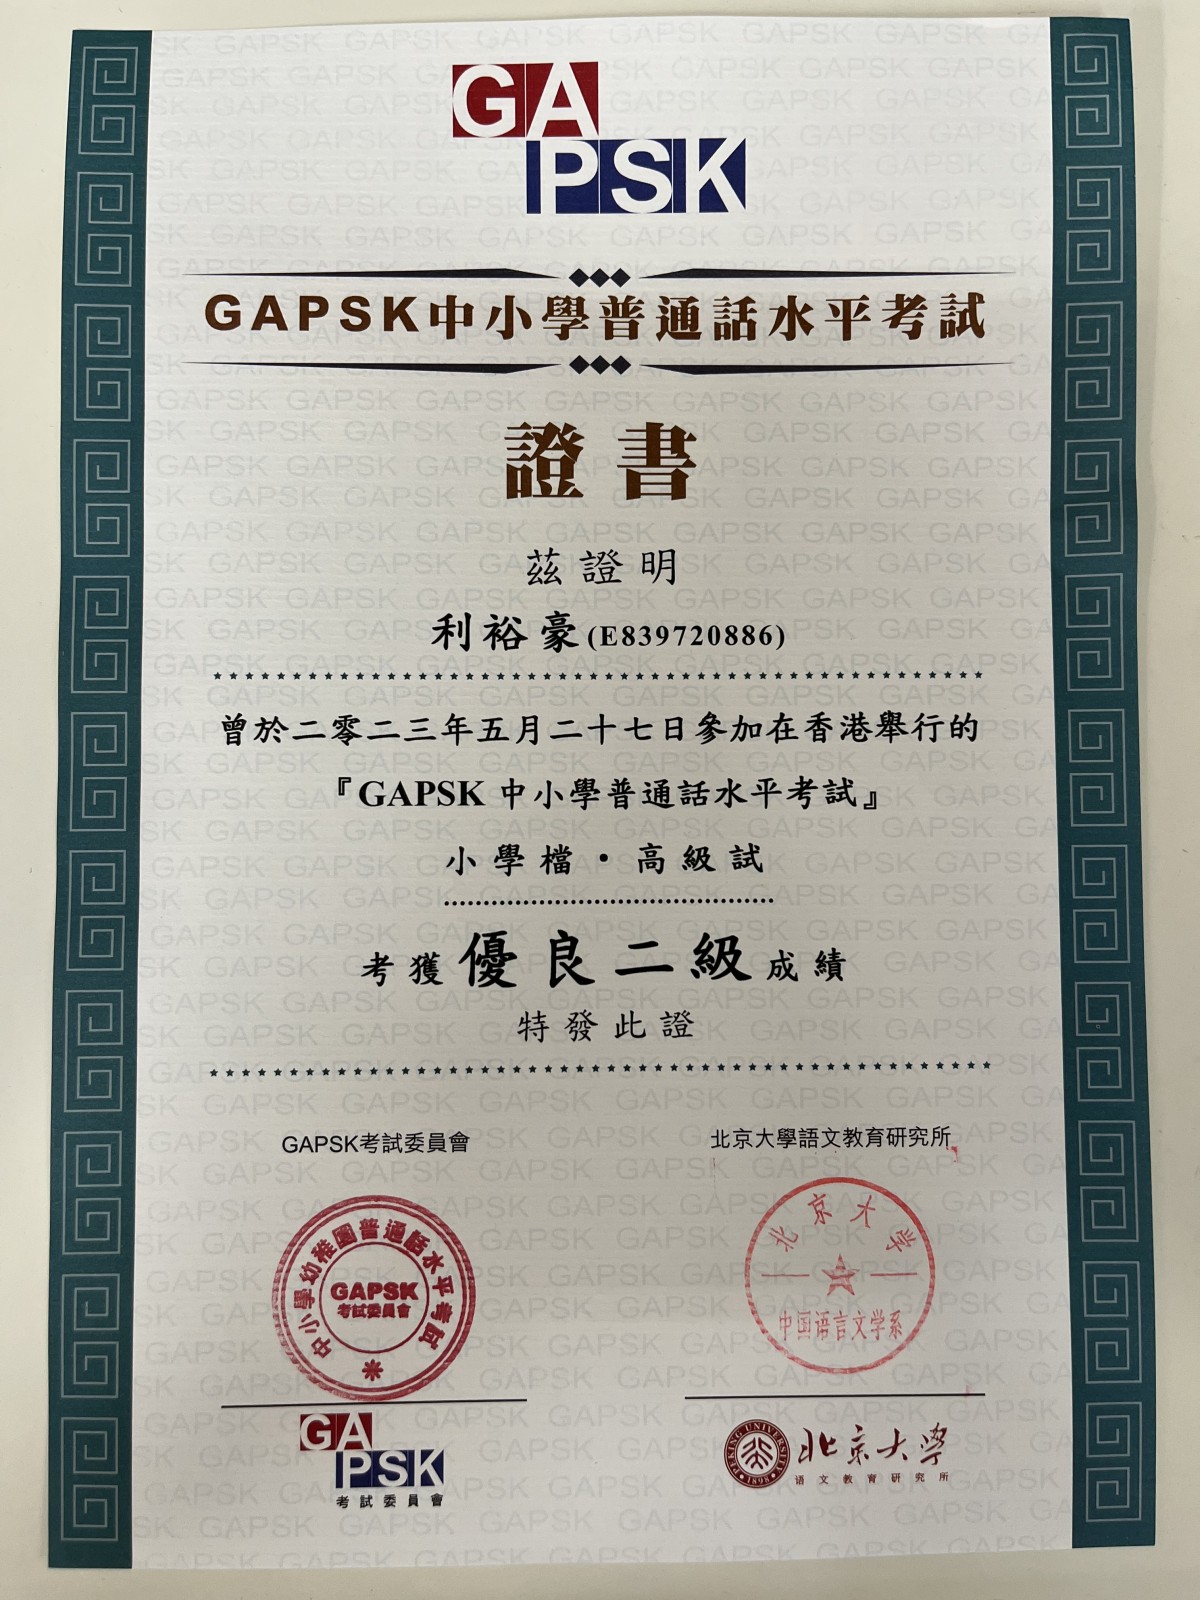 GA
PSK
GAPSK中小學普通話水平考試
證書
茲證明
利裕豪(E839720886)
曾於二零二三年五月二十七日參加在香港舉行的
『GAPSK 中小學普通話水平考試』
小學檔・高級試
考獲優良二級成績
特發此證
GAPSK考試委員會
北京大學語文教育研究所
中小學幼稚園普通話水平考試
GAPSK
考試委員會
北京大学
中国语言文学系
GA
PSK
考試委員會
PEKING UNIVERSITY
1898
北京大學
语文教育研究所